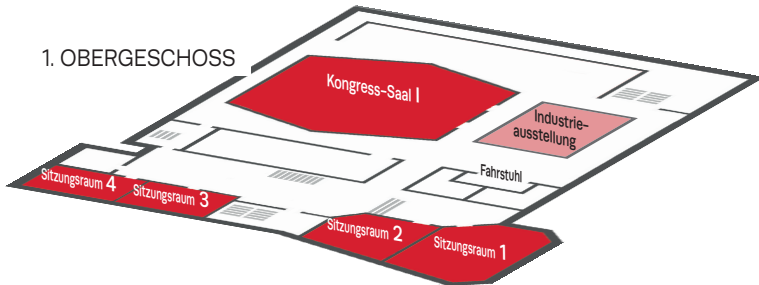 1. OBERGESCHOSS
Kongress-Saal I
Industrie-
ausstellung
Fahrstuhl
Sitzungsraum 4
Sitzungsraum 3
Sitzungsraum 2
Sitzungsraum 1